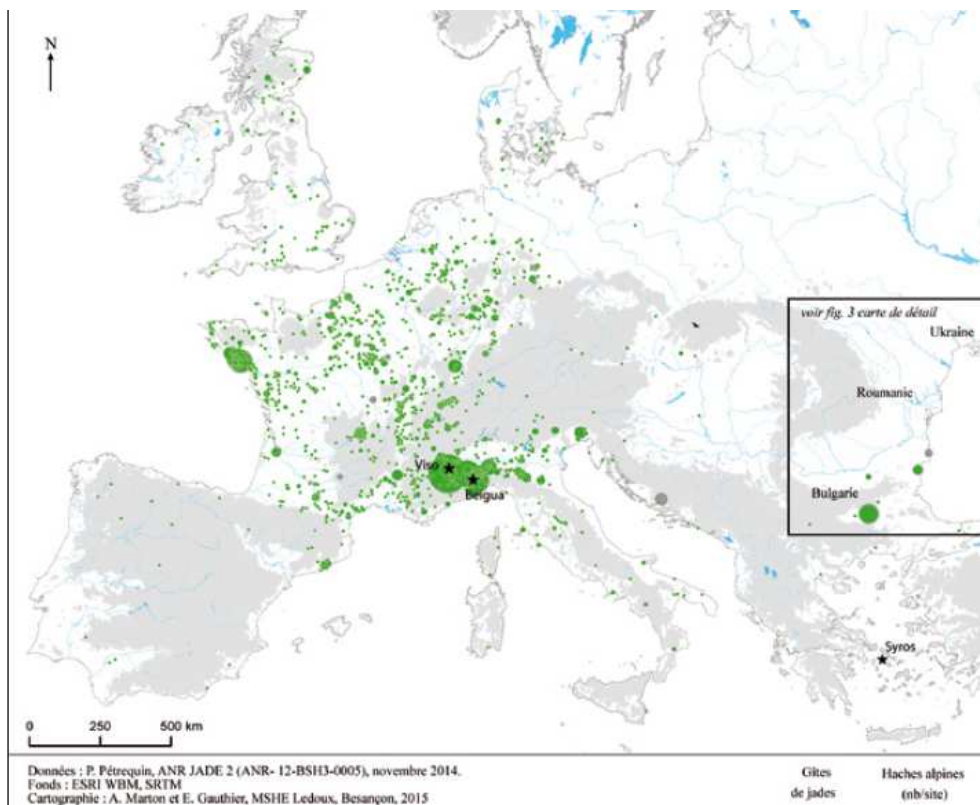 N
voir fig. 3 carte de détail
Ukraine
Roumanie
Viso
Beigua
Bulgarie
Syros
0 250 500 km
Données : P. Pétrequin, ANR JADE 2 (ANR- 12-BSH3-0005), novembre 2014.
Fonds : ESRI WBM, SRTM
Cartographie : A. Marton et E. Gauthier, MSHE Ledoux, Besançon, 2015
Gîtes
de jades
Haches alpines
(nb/site)